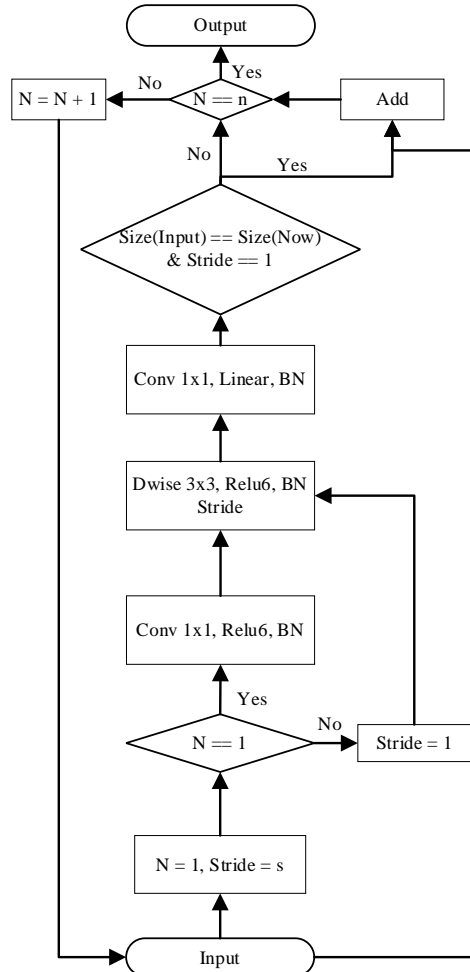 Output
Yes
No
N = N + 1
N == n
Add
No
Yes
Size(Input) == Size(Now)
& Stride == 1
Conv 1x1, Linear, BN
Dwise 3x3, Relu6, BN
Stride
Conv 1x1, Relu6, BN
Yes
No
N == 1
Stride = 1
N = 1, Stride = s
Input